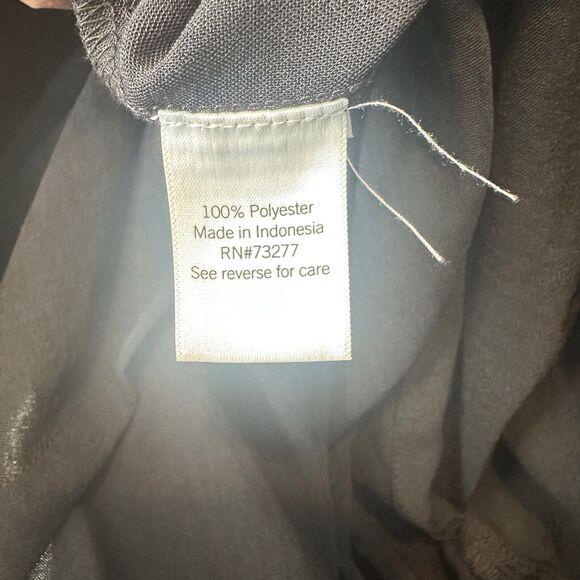 100% Polyester
Made in Indonesia
RN#73277
See reverse for care